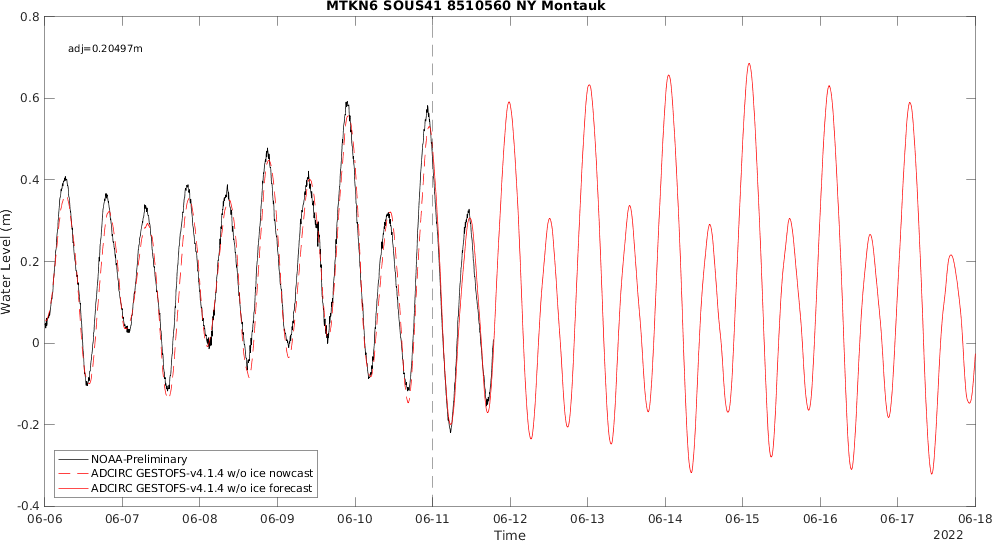 MTKN6 SOUS41 8510560 NY Montauk
adj=0.20497m
0.8
0.6
0.4
0.2
0
-0.2
-0.4
Water Level (m)
NOAA-Preliminary
ADCIRC GESTOFS-v4.1.4 w/o ice nowcast
ADCIRC GESTOFS-v4.1.4 w/o ice forecast
06-06 06-07 06-08 06-09 06-10 06-11 06-12 06-13 06-14 06-15 06-16 06-17 06-18
Time
2022